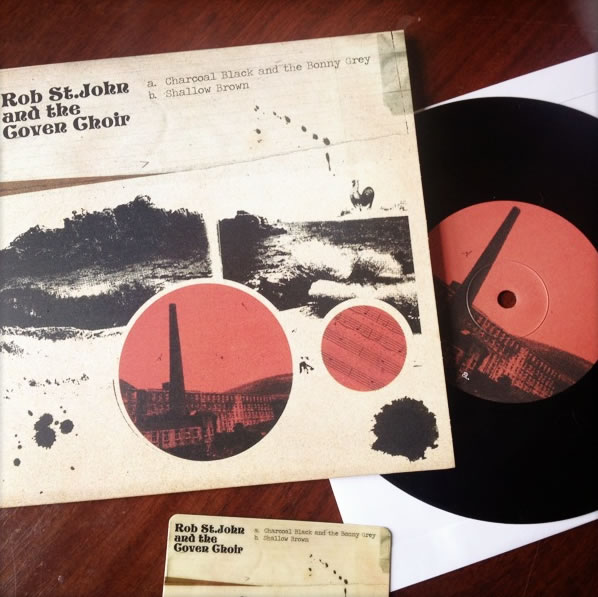 Rob St.John
and the
Coven Choir
a. Charcoal Black and the Bonny Grey
b. Shallow Brown
a.
Rob St.John
and the
Coven Choir
a. Charcoal Black and the Bonny Grey
b. Shallow Brown